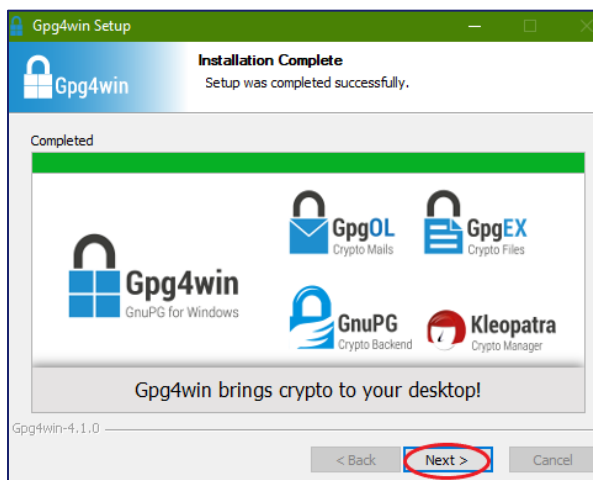 Gpg4win Setup
Gpg4win
Installation Complete
Setup was completed successfully.
Completed
Gpg4win
GnuPG for Windows
GpgOL
Crypto Mails
GpgEX
Crypto Files
GnuPG
Crypto Backend
Kleopatra
Crypto Manager
Gpg4win brings crypto to your desktop!
Gpg4win-4.1.0
< Back
Next >
Cancel